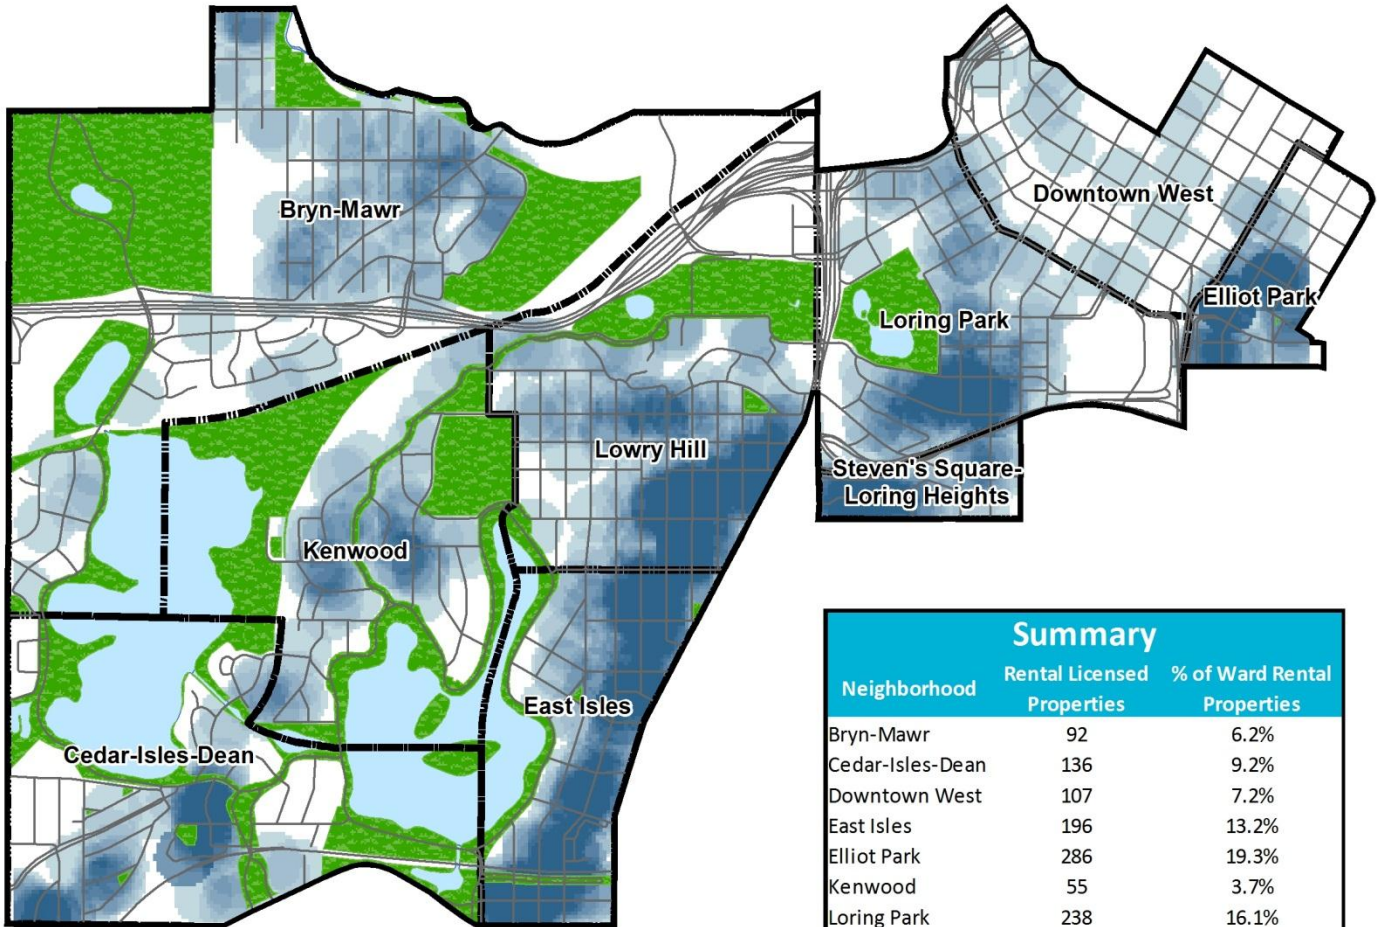 Bryn-Mawr
Downtown West
Elliot Park
Loring Park
Lowry Hill
Steven's Square-
Loring Heights
Kenwood
East Isles
Cedar-Isles-Dean
Summary
Neighborhood Rental Licensed Properties % of Ward Rental Properties
Bryn-Mawr 92 6.2%
Cedar-Isles-Dean 136 9.2%
Downtown West 107 7.2%
East Isles 196 13.2%
Elliot Park 286 19.3%
Kenwood 55 3.7%
Loring Park 238 16.1%